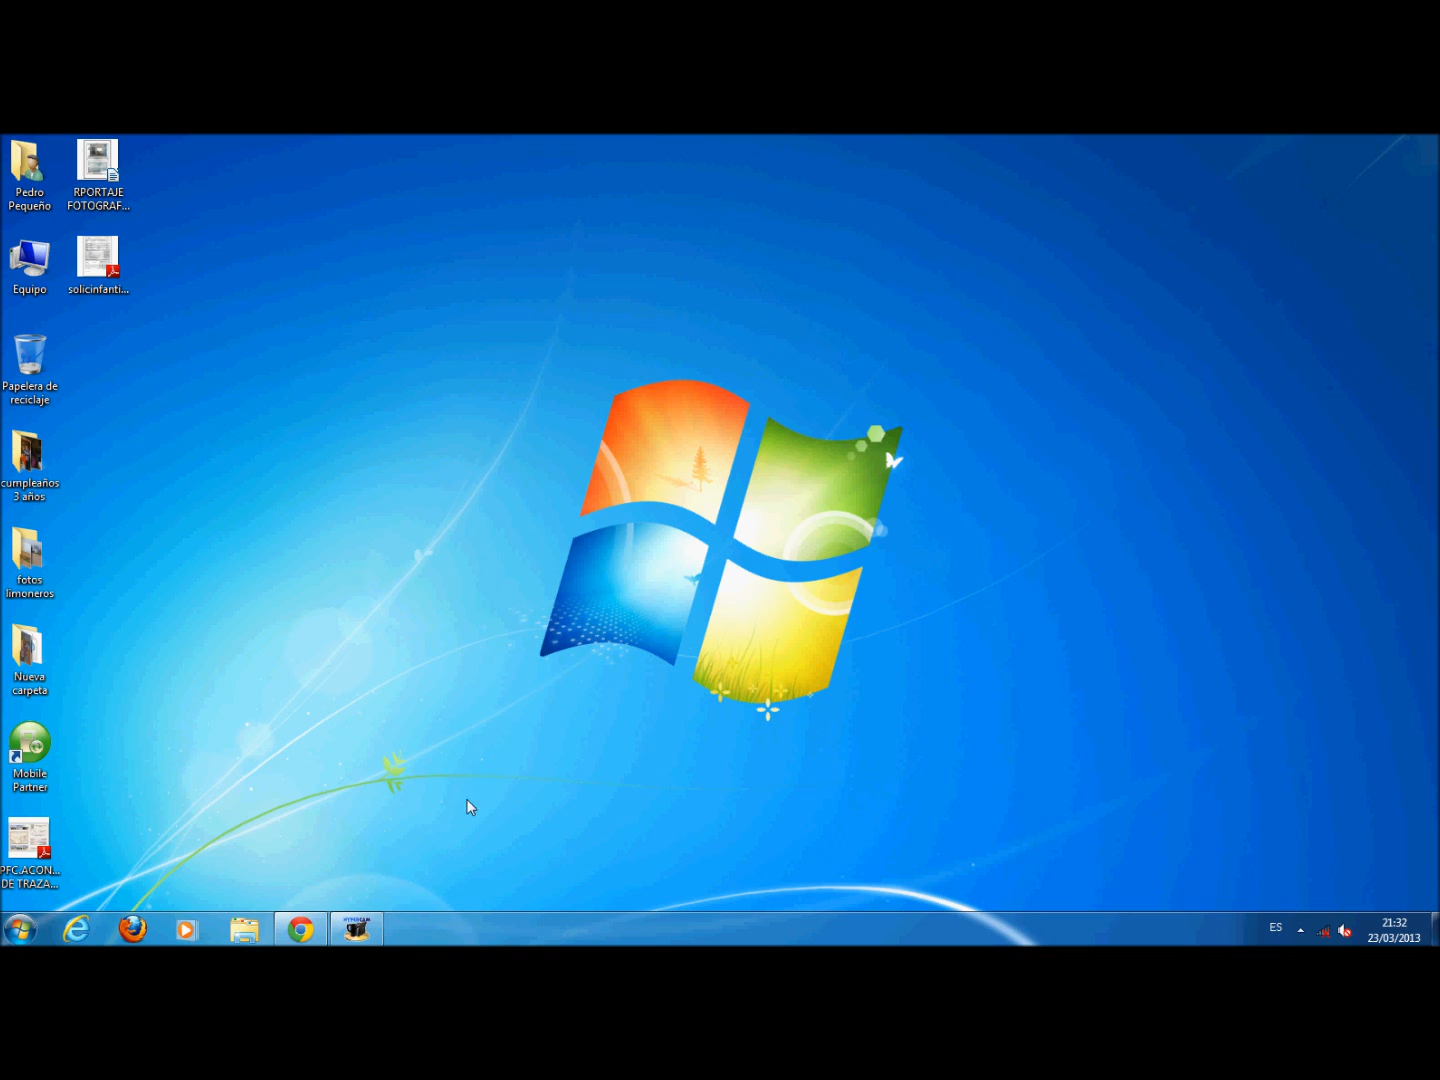 Pedro
Pequeño
RPORTAJE
FOTOGRAF...
Equipo
solicinfanti...
Papelera de
reciclaje
cumpleaños
3 años
fotos
limoneros
Nueva
carpeta
Mobile
Partner
PFC.ACON...
DE TRAZA...
HYPERCAM
ES
21:32
23/03/2013